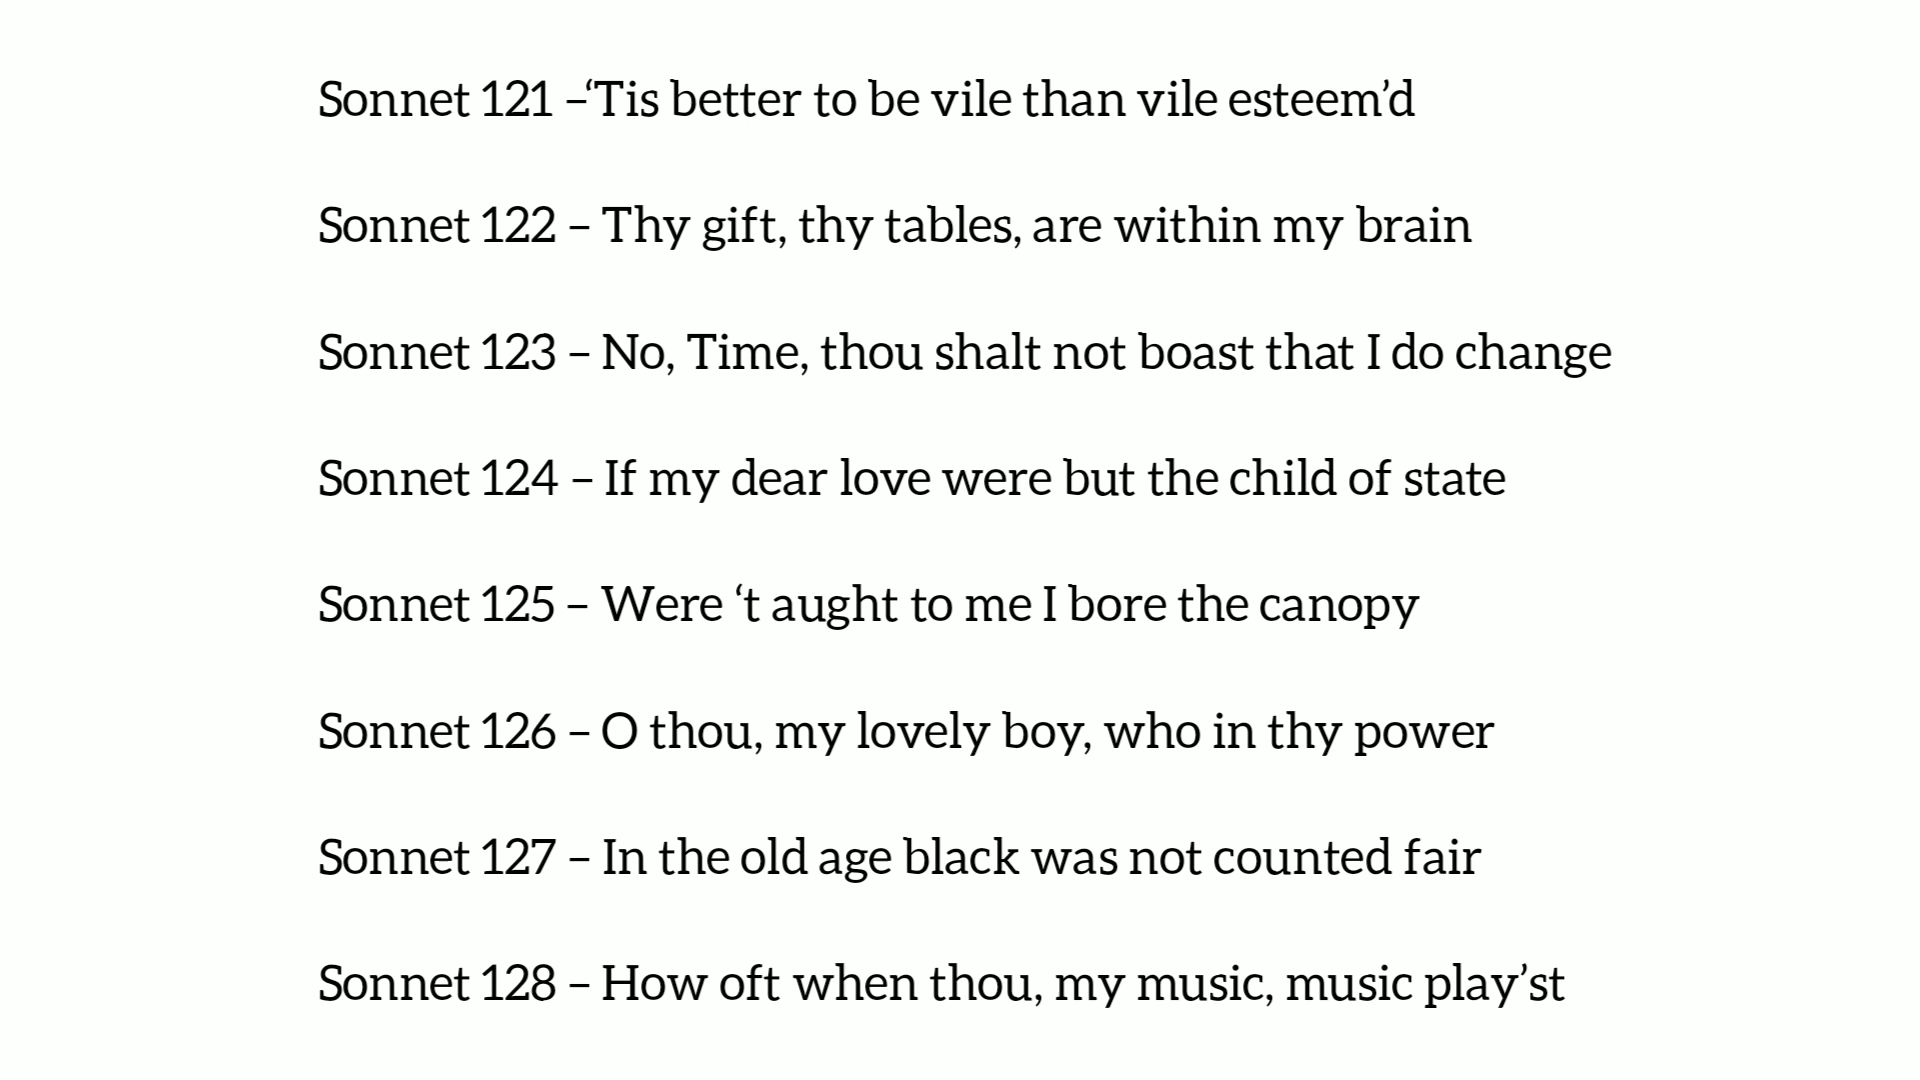 Sonnet 121 –‘Tis better to be vile than vile esteem’d
Sonnet 122 – Thy gift, thy tables, are within my brain
Sonnet 123 – No, Time, thou shalt not boast that I do change
Sonnet 124 – If my dear love were but the child of state
Sonnet 125 – Were ‘t aught to me I bore the canopy
Sonnet 126 – O thou, my lovely boy, who in thy power
Sonnet 127 – In the old age black was not counted fair
Sonnet 128 – How oft when thou, my music, music play’st